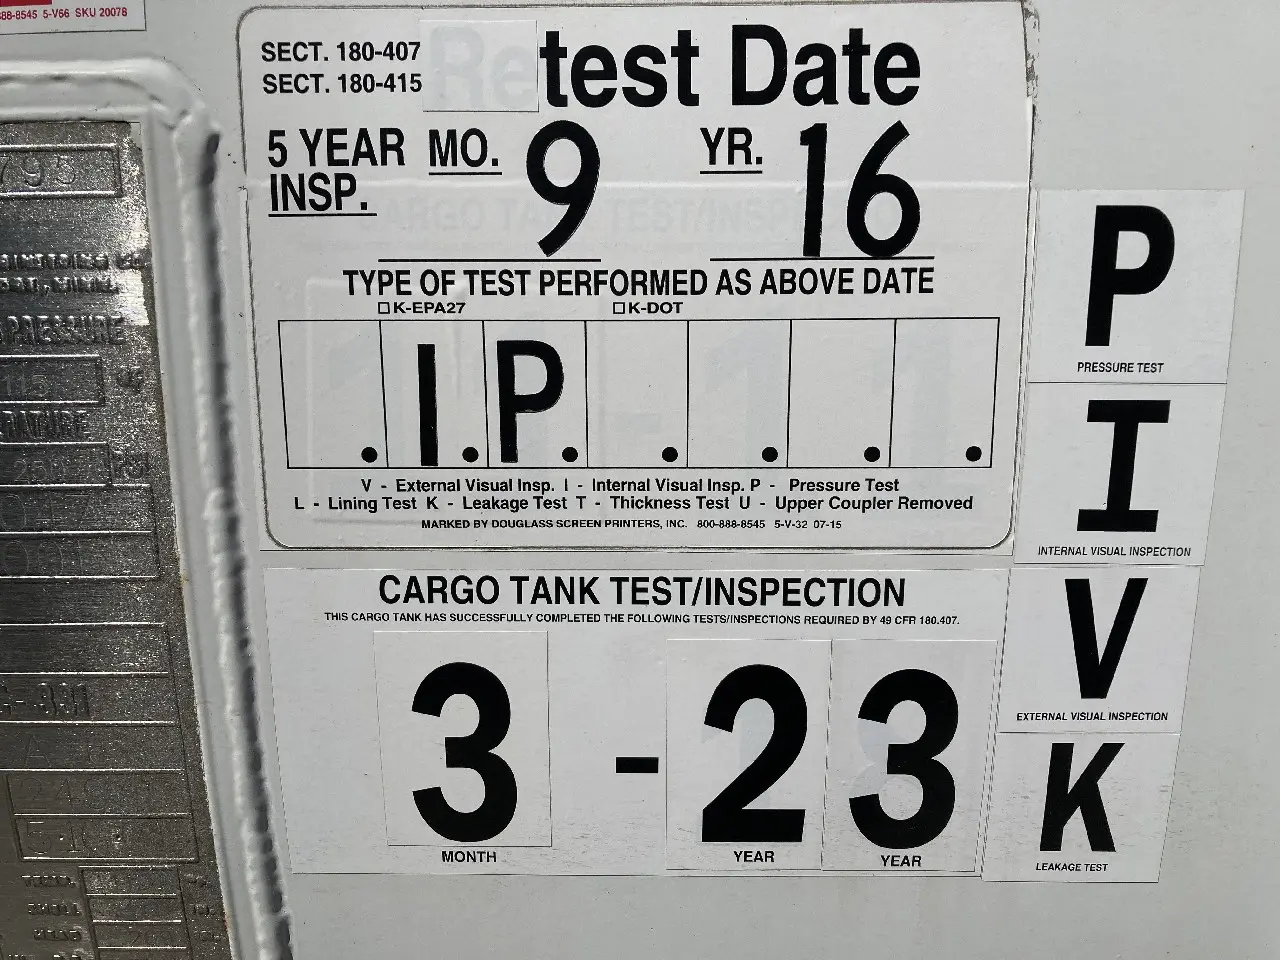 88-8545 5-V66 SKU 20078
SECT. 180-407
SECT. 180-415
Retest Date
5 YEAR INSP.
MO. 9 YR. 16
TYPE OF TEST PERFORMED AS ABOVE DATE
☐K-EPA27 ☐K-DOT
. I. P. . . . .
V - External Visual Insp. I - Internal Visual Insp. P - Pressure Test
L - Lining Test K - Leakage Test T - Thickness Test U - Upper Coupler Removed
MARKED BY DOUGLASS SCREEN PRINTERS, INC. 800-888-8545 5-V-32 07-15
P
PRESSURE TEST
I
INTERNAL VISUAL INSPECTION
V
EXTERNAL VISUAL INSPECTION
K
LEAKAGE TEST
CARGO TANK TEST/INSPECTION
THIS CARGO TANK HAS SUCCESSFULLY COMPLETED THE FOLLOWING TESTS/INSPECTIONS REQUIRED BY 49 CFR 180.407.
3 - 2 3
MONTH YEAR YEAR
PRESSURE